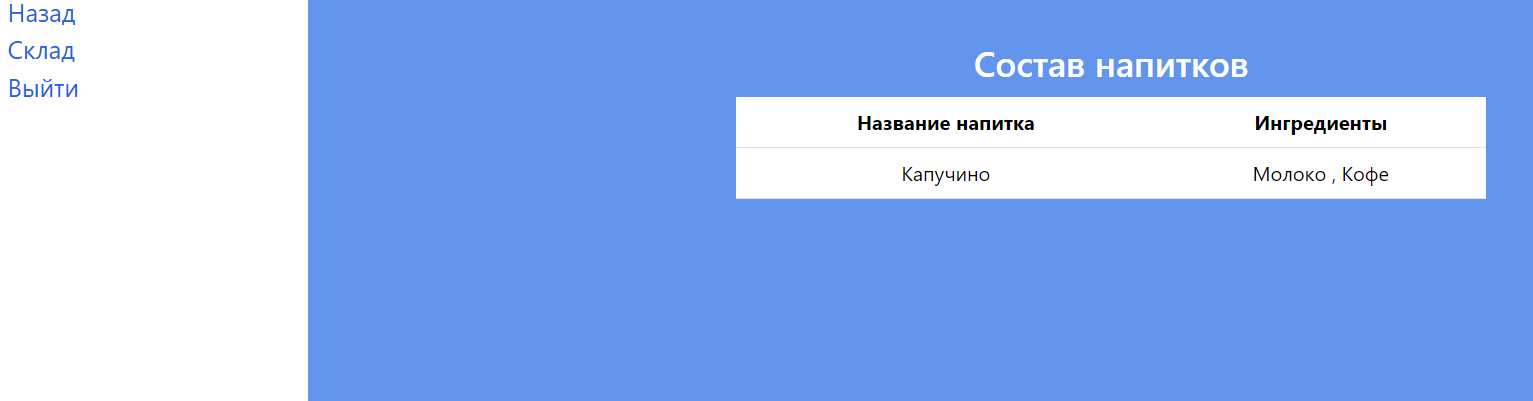 Назад
Склад
Выйти
Состав напитков
Название напитка Ингредиенты
Капучино Молоко , Кофе